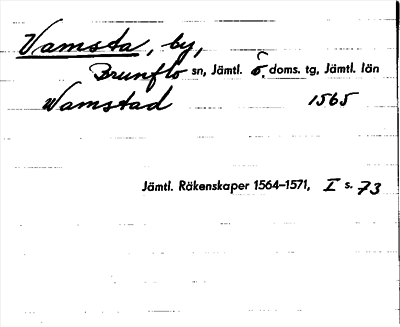 Vamsta, by,
Brunflo sn, Jämtl. ö. doms. tg, Jämtl. län
Wamstad 1565
Jämtl. Räkenskaper 1564–1571, I s. 73